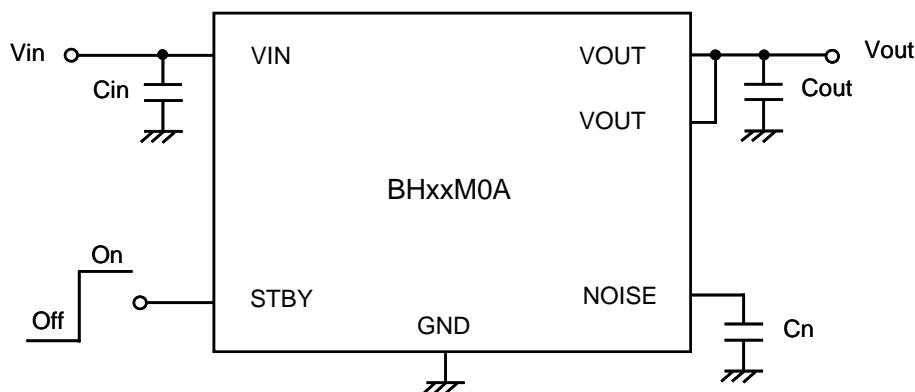 Vin
VIN
VOUT
Vout
Cin
Cout
VOUT
BHxxM0A
On
Off
STBY
NOISE
GND
Cn